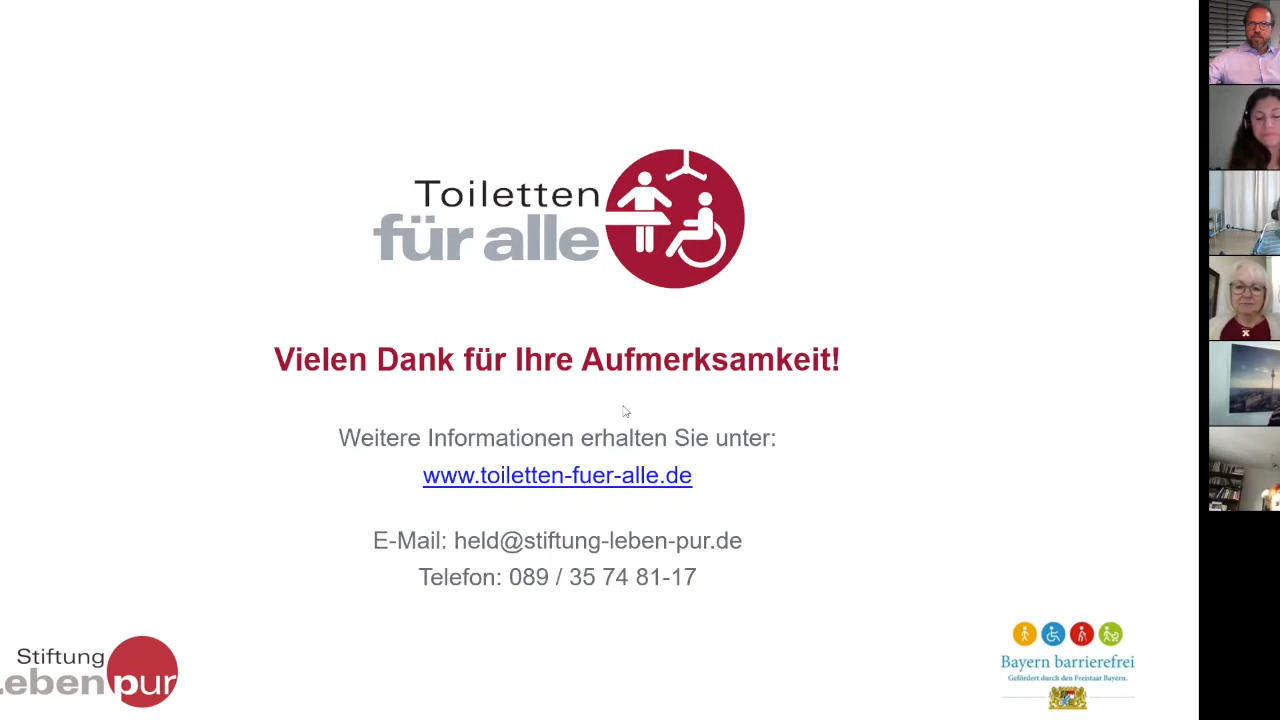 Toiletten
für alle
Vielen Dank für Ihre Aufmerksamkeit!
Weitere Informationen erhalten Sie unter:
www.toiletten-fuer-alle.de
E-Mail: held@stiftung-leben-pur.de
Telefon: 089 / 35 74 81-17
Stiftung
Leben pur
Bayern barrierefrei
Gefördert durch den Freistaat Bayern.